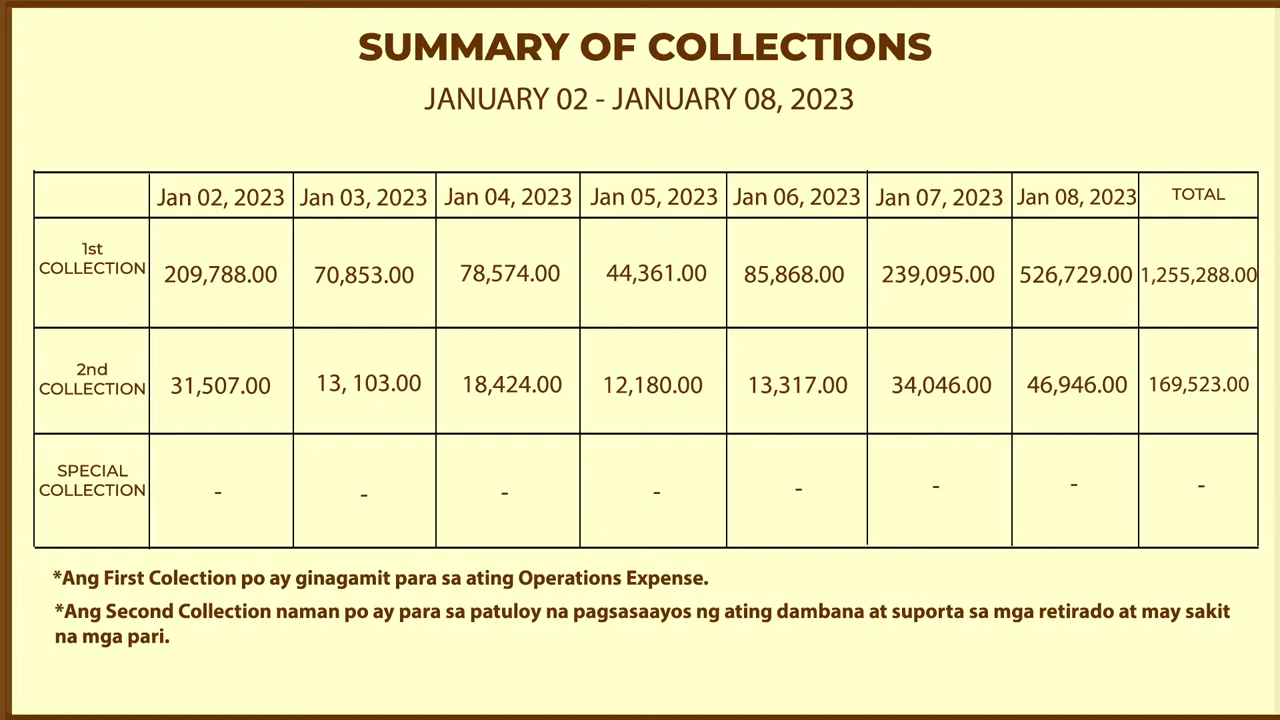 SUMMARY OF COLLECTIONS
JANUARY 02 - JANUARY 08, 2023
Jan 02, 2023 Jan 03, 2023 Jan 04, 2023 Jan 05, 2023 Jan 06, 2023 Jan 07, 2023 Jan 08, 2023 TOTAL
1st
COLLECTION 209,788.00 70,853.00 78,574.00 44,361.00 85,868.00 239,095.00 526,729.00 1,255,288.00
2nd
COLLECTION 31,507.00 13, 103.00 18,424.00 12,180.00 13,317.00 34,046.00 46,946.00 169,523.00
SPECIAL
COLLECTION - - - - - - - -
*Ang First Colection po ay ginagamit para sa ating Operations Expense.
*Ang Second Collection naman po ay para sa patuloy na pagsasaayos ng ating dambana at suporta sa mga retirado at may sakit
na mga pari.